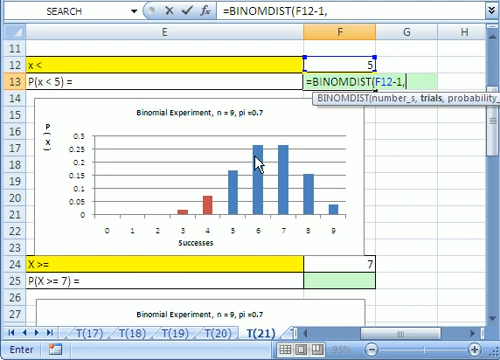 SEARCH
=BINOMDIST(F12-1,
E F G H
11
12 x < 5
13 P(x < 5) = =BINOMDIST(F12-1,
BINOMDIST(number_s, trials, probability_
14
15
16
17
18
19
20
21
22
23
Binomial Experiment, n = 9, pi =0.7
P(X)
0.3
0.25
0.2
0.15
0.1
0.05
0
0 1 2 3 4 5 6 7 8 9
Successes
24 X >= 7
25 P(X >= 7) =
26
27
Binomial Experiment, n = 9, pi =0.7
T(17) T(18) T(19) T(20) T(21)
Enter 95%